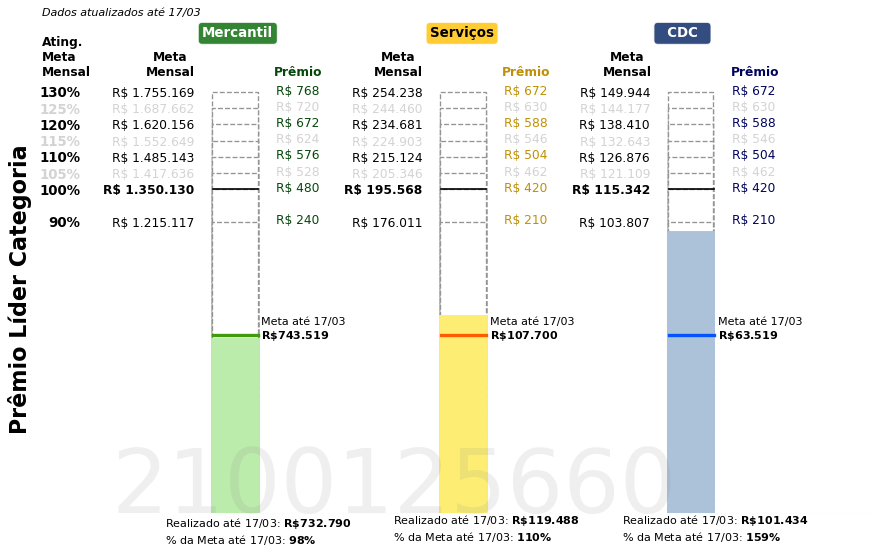 Dados atualizados até 17/03
Mercantil Serviços CDC
Ating. Meta Mensal Meta Mensal Prêmio Meta Mensal Prêmio Meta Mensal Prêmio
130% R$ 1.755.169 R$ 768 R$ 254.238 R$ 672 R$ 149.944 R$ 672
125% R$ 1.687.662 R$ 720 R$ 244.460 R$ 630 R$ 144.177 R$ 630
120% R$ 1.620.156 R$ 672 R$ 234.681 R$ 588 R$ 138.410 R$ 588
115% R$ 1.552.649 R$ 624 R$ 224.903 R$ 546 R$ 132.643 R$ 546
110% R$ 1.485.143 R$ 576 R$ 215.124 R$ 504 R$ 126.876 R$ 504
105% R$ 1.417.636 R$ 528 R$ 205.346 R$ 462 R$ 121.109 R$ 462
100% R$ 1.350.130 R$ 480 R$ 195.568 R$ 420 R$ 115.342 R$ 420
90% R$ 1.215.117 R$ 240 R$ 176.011 R$ 210 R$ 103.807 R$ 210
Prêmio Líder Categoria
Meta até 17/03 Meta até 17/03 Meta até 17/03
R$743.519 R$107.700 R$63.519
2100125660
Realizado até 17/03: R$732.790 Realizado até 17/03: R$119.488 Realizado até 17/03: R$101.434
% da Meta até 17/03: 98% % da Meta até 17/03: 110% % da Meta até 17/03: 159%